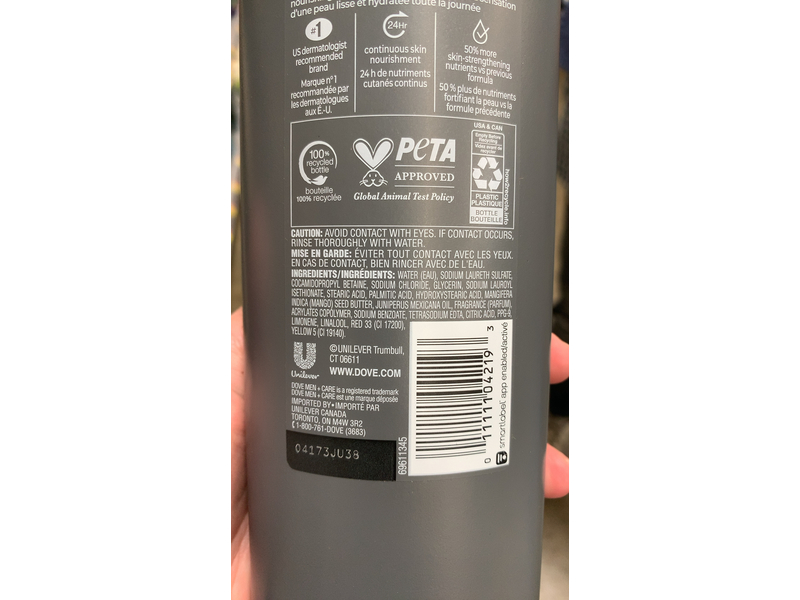 d'une peau lisse et hydratée toute la journée
#1
US dermatologist
recommended
brand
Marque n° 1
recommandée par
les dermatologues
aux É.-U.
24Hr
continuous skin
nourishment
24 h de nutriments
cutanés continus
50% more
skin-strengthening
nutrients vs previous
formula
50 % plus de nutriments
fortifiant la peau vs la
formule précédente
100%
recycled
bottle
bouteille
100% recyclée
PETA
APPROVED
Global Animal Test Policy
USA & CAN
Empty Before
Recycling
Videz avant de
recycler
PLASTIC
PLASTIQUE
BOTTLE
BOUTEILLE
how2recycle.info
CAUTION: AVOID CONTACT WITH EYES. IF CONTACT OCCURS,
RINSE THOROUGHLY WITH WATER.
MISE EN GARDE: ÉVITER TOUT CONTACT AVEC LES YEUX.
EN CAS DE CONTACT, BIEN RINCER AVEC DE L'EAU.
INGREDIENTS/INGRÉDIENTS: WATER (EAU), SODIUM LAURETH SULFATE,
COCAMIDOPROPYL BETAINE, SODIUM CHLORIDE, GLYCERIN, SODIUM LAUROYL
ISETHIONATE, STEARIC ACID, PALMITIC ACID, HYDROXYSTEARIC ACID, MANGIFERA
INDICA (MANGO) SEED BUTTER, JUNIPERUS MEXICANA OIL, FRAGRANCE (PARFUM),
ACRYLATES COPOLYMER, SODIUM BENZOATE, TETRASODIUM EDTA, CITRIC ACID, PPG-9,
LIMONENE, LINALOOL, RED 33 (CI 17200),
YELLOW 5 (CI 19140).
Unilever
©UNILEVER Trumbull,
CT 06611
WWW.DOVE.COM
DOVE MEN + CARE is a registered trademark
DOVE MEN + CARE est une marque déposée
IMPORTED BY • IMPORTÉ PAR
UNILEVER CANADA
TORONTO, ON M4W 3R2
1-800-761-DOVE (3683)
04173JU38
69611345
0 11111 04219 3
smartlabel app enabled/activé